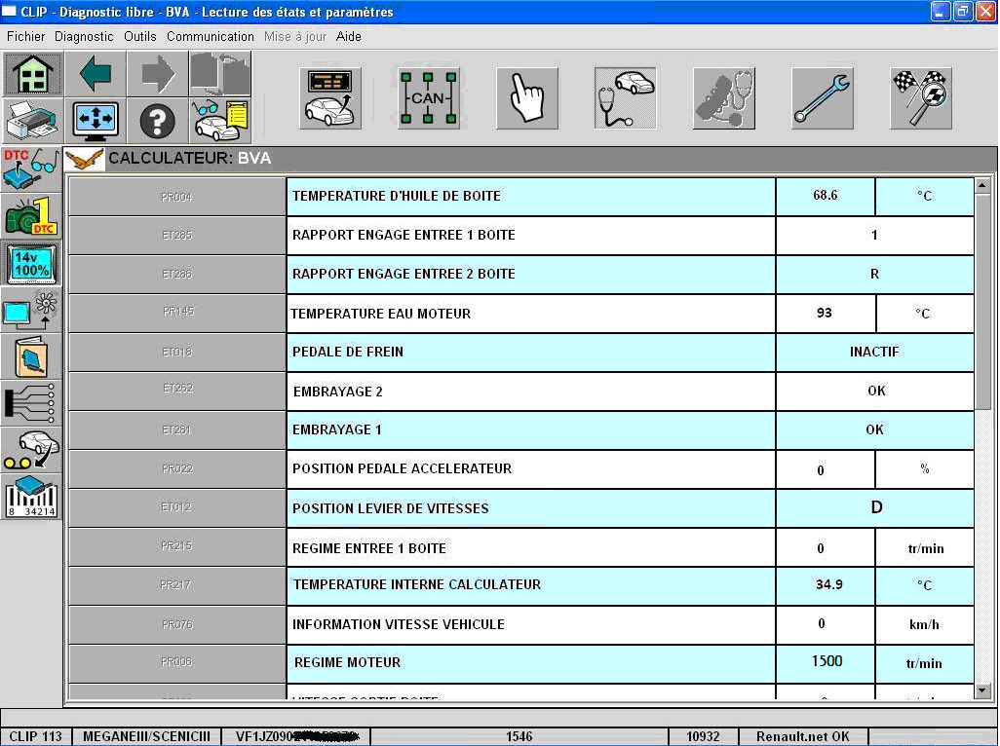 CLIP - Diagnostic libre - BVA - Lecture des états et paramètres
Fichier Diagnostic Outils Communication Mise à jour Aide
CAN
DTC
CALCULATEUR: BVA
1
DTC
14v
100%
8 34214
PR004 TEMPERATURE D'HUILE DE BOITE 68.6 °C
ET285 RAPPORT ENGAGE ENTREE 1 BOITE 1
ET286 RAPPORT ENGAGE ENTREE 2 BOITE R
PR145 TEMPERATURE EAU MOTEUR 93 °C
ET018 PEDALE DE FREIN INACTIF
ET262 EMBRAYAGE 2 OK
ET261 EMBRAYAGE 1 OK
PR022 POSITION PEDALE ACCELERATEUR 0 %
ET012 POSITION LEVIER DE VITESSES D
PR215 REGIME ENTREE 1 BOITE 0 tr/min
PR217 TEMPERATURE INTERNE CALCULATEUR 34.9 °C
PR076 INFORMATION VITESSE VEHICULE 0 km/h
PR006 REGIME MOTEUR 1500 tr/min
VITESSE SORTIE BOITE
CLIP 113 MEGANEIII/SCENICIII VF1JZ090 1546 10932 Renault.net OK